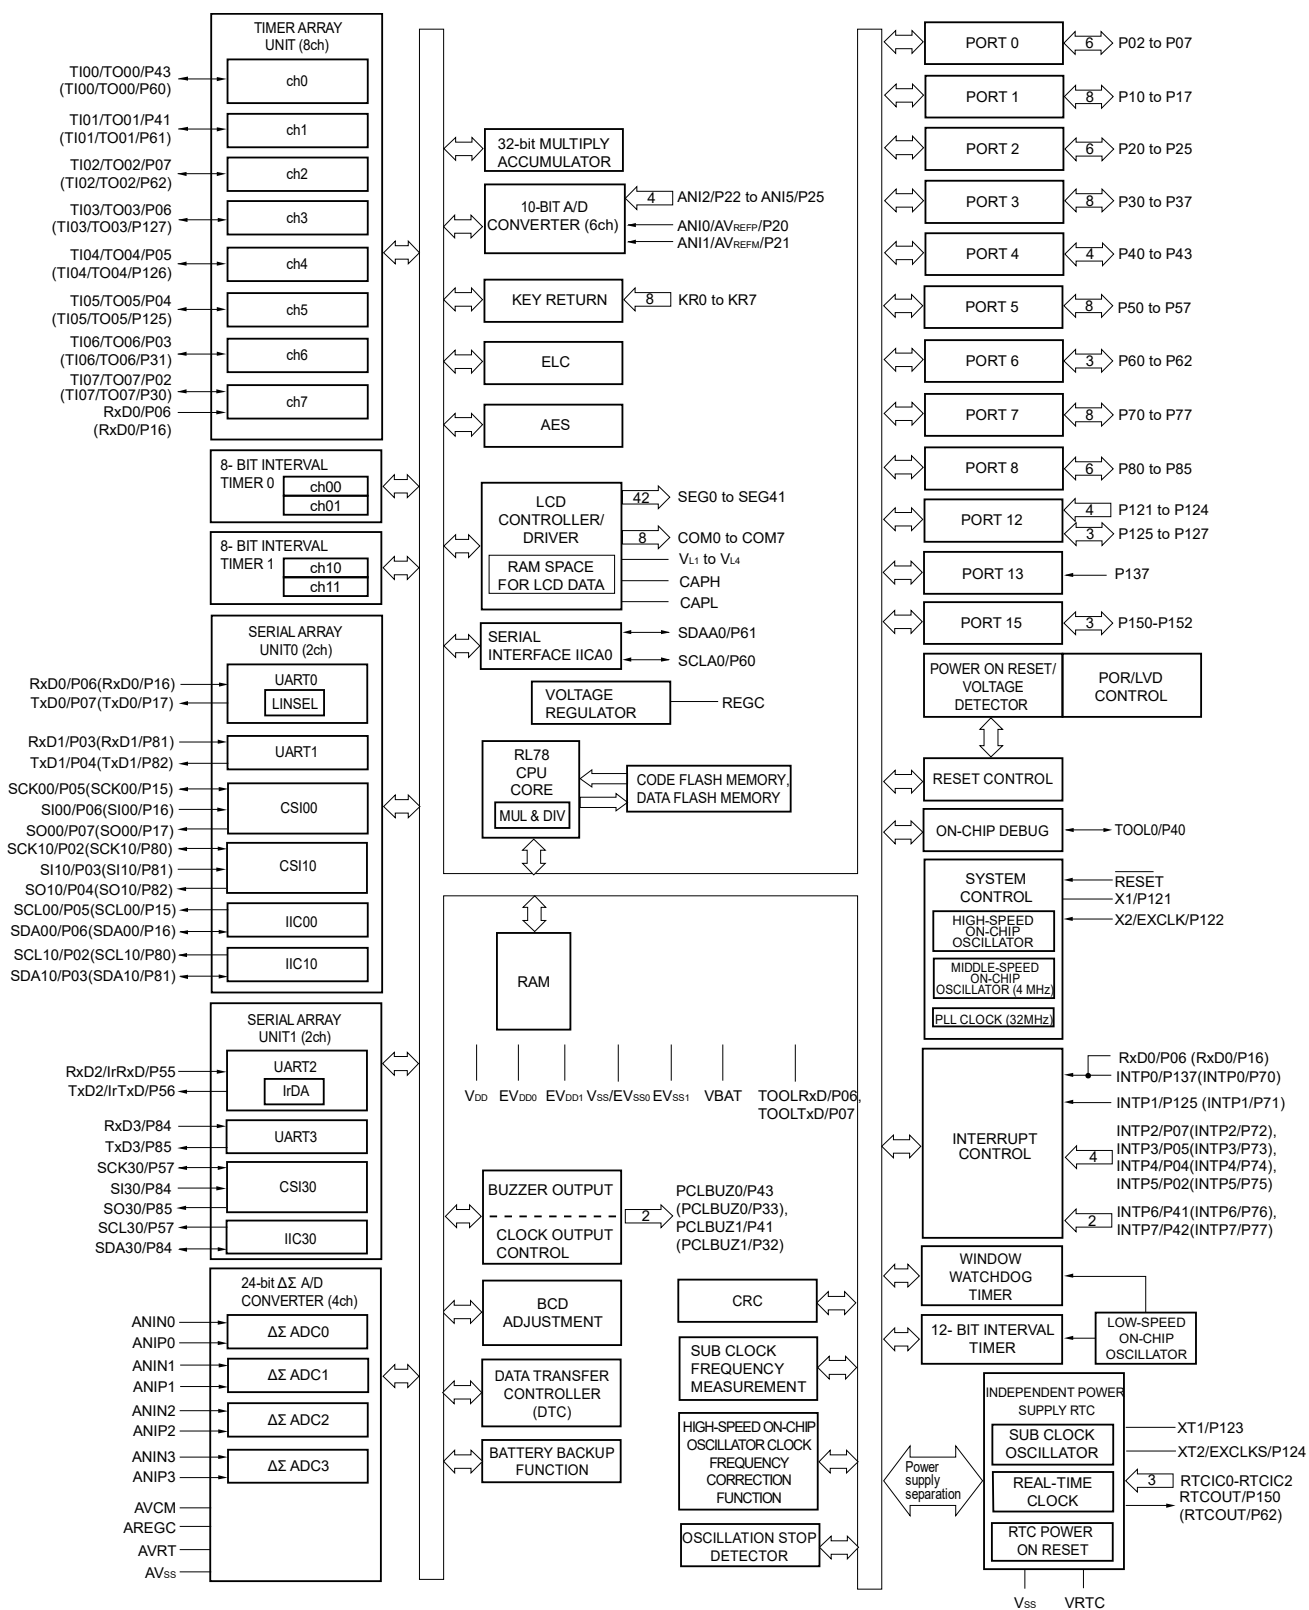 TIMER ARRAY
UNIT (8ch)
TI00/TO00/P43
(TI00/TO00/P60)
ch0
TI01/TO01/P41
(TI01/TO01/P61)
ch1
TI02/TO02/P07
(TI02/TO02/P62)
ch2
TI03/TO03/P06
(TI03/TO03/P127)
ch3
TI04/TO04/P05
(TI04/TO04/P126)
ch4
TI05/TO05/P04
(TI05/TO05/P125)
ch5
TI06/TO06/P03
(TI06/TO06/P31)
ch6
TI07/TO07/P02
(TI07/TO07/P30)
RxD0/P06
(RxD0/P16)
ch7
8- BIT INTERVAL
TIMER 0
ch00
ch01
8- BIT INTERVAL
TIMER 1
ch10
ch11
SERIAL ARRAY
UNIT0 (2ch)
RxD0/P06(RxD0/P16)
TxD0/P07(TxD0/P17)
UART0
LINSEL
RxD1/P03(RxD1/P81)
TxD1/P04(TxD1/P82)
UART1
SCK00/P05(SCK00/P15)
SI00/P06(SI00/P16)
SO00/P07(SO00/P17)
CSI00
SCK10/P02(SCK10/P80)
SI10/P03(SI10/P81)
SO10/P04(SO10/P82)
CSI10
SCL00/P05(SCL00/P15)
SDA00/P06(SDA00/P16)
IIC00
SCL10/P02(SCL10/P80)
SDA10/P03(SDA10/P81)
IIC10
SERIAL ARRAY
UNIT1 (2ch)
RxD2/IrRxD/P55
TxD2/IrTxD/P56
UART2
IrDA
RxD3/P84
TxD3/P85
UART3
SCK30/P57
SI30/P84
SO30/P85
CSI30
SCL30/P57
SDA30/P84
IIC30
24-bit ΔΣ A/D
CONVERTER (4ch)
ANIN0
ANIP0
ΔΣ ADC0
ANIN1
ANIP1
ΔΣ ADC1
ANIN2
ANIP2
ΔΣ ADC2
ANIN3
ANIP3
ΔΣ ADC3
AVCM
AREGC
AVRT
AVSS
32-bit MULTIPLY
ACCUMULATOR
10-BIT A/D
CONVERTER (6ch)
4
ANI2/P22 to ANI5/P25
ANI0/AVREFP/P20
ANI1/AVREFM/P21
KEY RETURN
8
KR0 to KR7
ELC
AES
LCD
CONTROLLER/
DRIVER
RAM SPACE
FOR LCD DATA
42
SEG0 to SEG41
8
COM0 to COM7
VL1 to VL4
CAPH
CAPL
SERIAL
INTERFACE IICA0
SDAA0/P61
SCLA0/P60
VOLTAGE
REGULATOR
REGC
RL78
CPU
CORE
MUL & DIV
CODE FLASH MEMORY,
DATA FLASH MEMORY
RAM
VDD
EVDD0
EVDD1
VSS/EVSS0
EVSS1
VBAT
TOOLRxD/P06,
TOOLTxD/P07
BUZZER OUTPUT
CLOCK OUTPUT
CONTROL
2
PCLBUZ0/P43
(PCLBUZ0/P33),
PCLBUZ1/P41
(PCLBUZ1/P32)
BCD
ADJUSTMENT
DATA TRANSFER
CONTROLLER
(DTC)
BATTERY BACKUP
FUNCTION
CRC
SUB CLOCK
FREQUENCY
MEASUREMENT
HIGH-SPEED ON-CHIP
OSCILLATOR CLOCK
FREQUENCY
CORRECTION
FUNCTION
OSCILLATION STOP
DETECTOR
PORT 0
6
P02 to P07
PORT 1
8
P10 to P17
PORT 2
6
P20 to P25
PORT 3
8
P30 to P37
PORT 4
4
P40 to P43
PORT 5
8
P50 to P57
PORT 6
3
P60 to P62
PORT 7
8
P70 to P77
PORT 8
6
P80 to P85
PORT 12
4
P121 to P124
3
P125 to P127
PORT 13
P137
PORT 15
3
P150-P152
POWER ON RESET/
VOLTAGE
DETECTOR
POR/LVD
CONTROL
RESET CONTROL
ON-CHIP DEBUG
TOOL0/P40
SYSTEM
CONTROL
RESET
X1/P121
X2/EXCLK/P122
HIGH-SPEED
ON-CHIP
OSCILLATOR
MIDDLE-SPEED
ON-CHIP
OSCILLATOR (4 MHz)
PLL CLOCK (32MHz)
INTERRUPT
CONTROL
RxD0/P06 (RxD0/P16)
INTP0/P137(INTP0/P70)
INTP1/P125 (INTP1/P71)
4
INTP2/P07(INTP2/P72),
INTP3/P05(INTP3/P73),
INTP4/P04(INTP4/P74),
INTP5/P02(INTP5/P75)
2
INTP6/P41(INTP6/P76),
INTP7/P42(INTP7/P77)
WINDOW
WATCHDOG
TIMER
12- BIT INTERVAL
TIMER
LOW-SPEED
ON-CHIP
OSCILLATOR
Power
supply
separation
INDEPENDENT POWER
SUPPLY RTC
SUB CLOCK
OSCILLATOR
XT1/P123
XT2/EXCLKS/P124
REAL-TIME
CLOCK
3
RTCIC0-RTCIC2
RTCOUT/P150
(RTCOUT/P62)
RTC POWER
ON RESET
VSS
VRTC